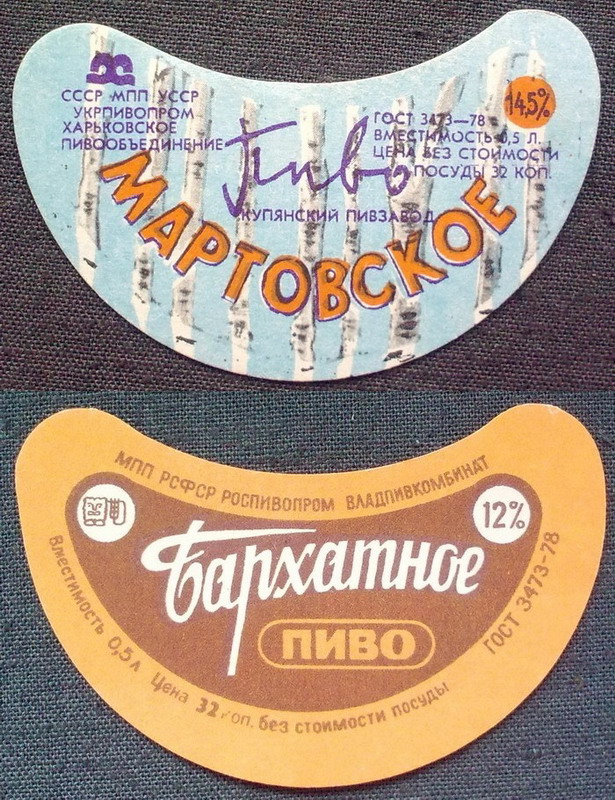 СССР МПП УССР
УКРПИВОПРОМ
ХАРЬКОВСКОЕ
ПИВООБЪЕДИНЕНИЕ
Пиво
ГОСТ 3473—78
ВМЕСТИМОСТЬ 0,5 Л.
ЦЕНА БЕЗ СТОИМОСТИ
ПОСУДЫ 32 КОП.
14,5%
КУПЯНСКИЙ ПИВЗАВОД
МАРТОВСКОЕ
МПП РСФСР РОСПИВОПРОМ ВЛАДПИВКОМБИНАТ
12%
Бархатное
ПИВО
Вместимость 0,5л Цена 32 коп. без стоимости посуды
ГОСТ 3473-78